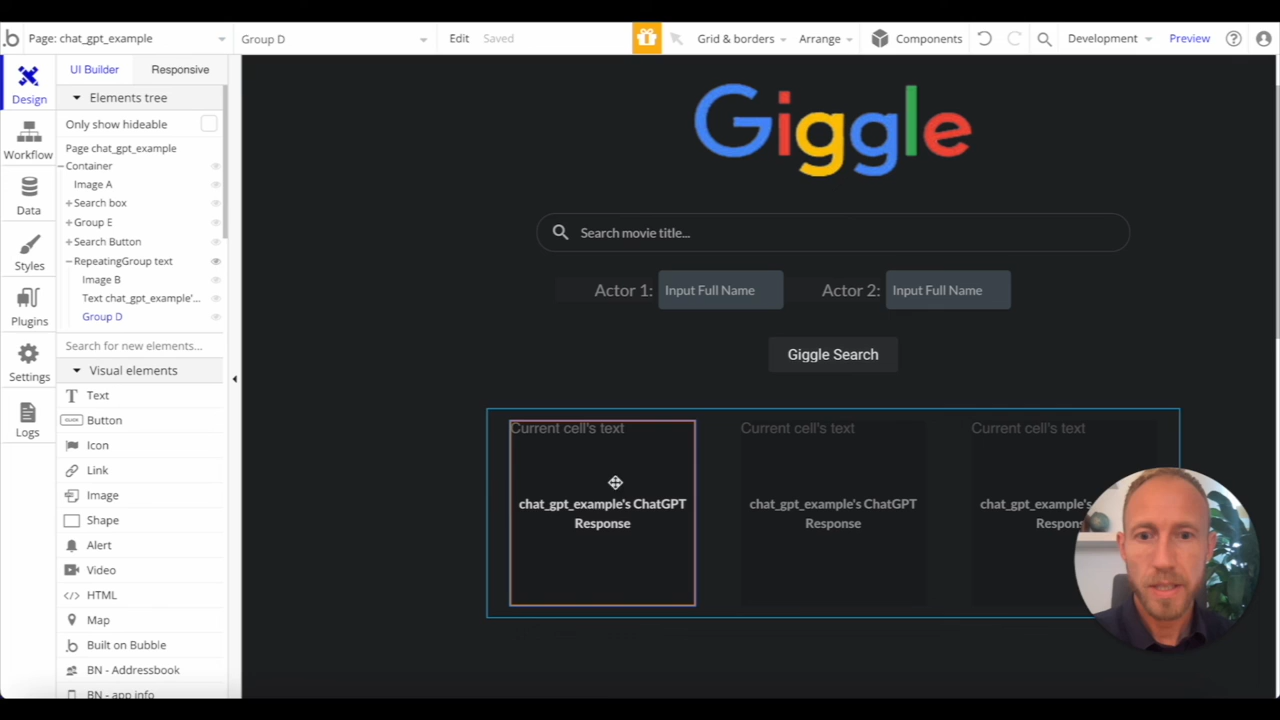 Page: chat_gpt_example
Group D
Edit
Saved
Grid & borders
Arrange
Components
Development
Preview
Design
Workflow
Data
Styles
Plugins
Settings
Logs
UI Builder
Responsive
Elements tree
Only show hideable
Page chat_gpt_example
Container
Image A
Search box
Group E
Search Button
RepeatingGroup text
Image B
Text chat_gpt_example'...
Group D
Search for new elements...
Visual elements
Text
CLICK
Button
Icon
Link
Image
Shape
Alert
Video
HTML
Map
Built on Bubble
BN - Addressbook
BN - app info
Giggle
Search movie title...
Actor 1:
Input Full Name
Actor 2:
Input Full Name
Giggle Search
Current cell's text
chat_gpt_example's ChatGPT
Response
Current cell's text
chat_gpt_example's ChatGPT
Response
Current cell's text
chat_gpt_example's
Respons